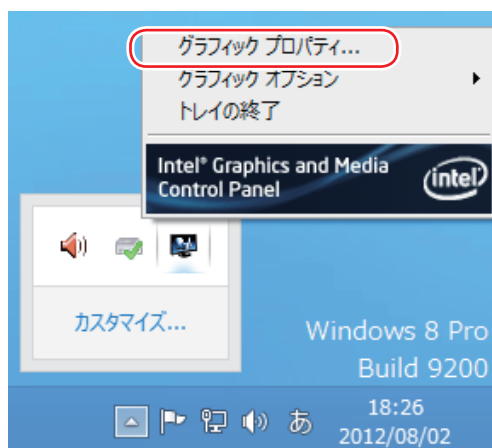 グラフィック プロパティ...
グラフィック オプション
トレイの終了
Intel® Graphics and Media
Control Panel
intel
カスタマイズ...
Windows 8 Pro
Build 9200
あ
18:26
2012/08/02